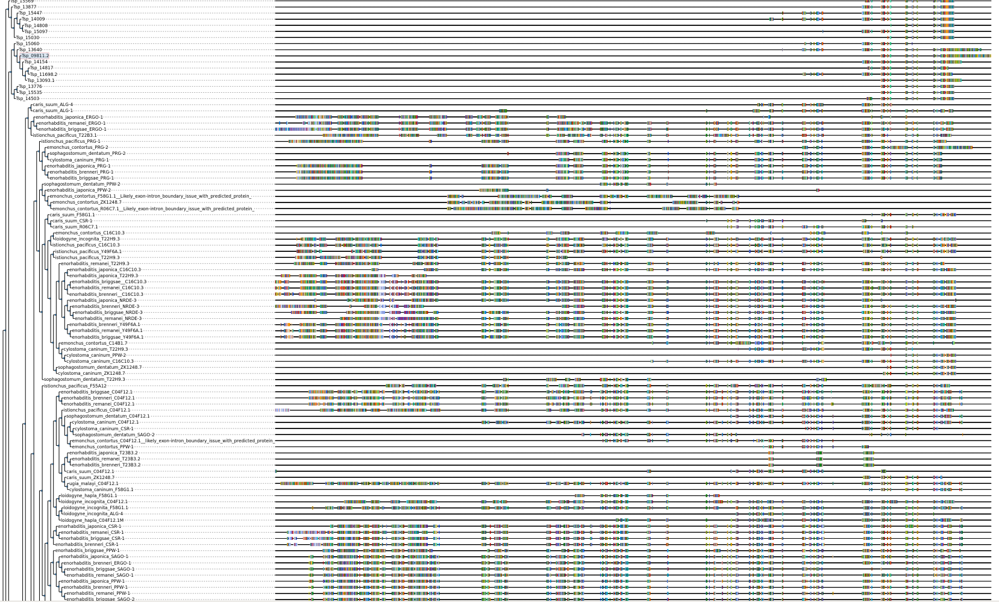 Tsp_15569
Tsp_13877
Tsp_15447
Tsp_14009
Tsp_14808
Tsp_15097
Tsp_15030
Tsp_15060
Tsp_13640
Tsp_09811.2
Tsp_14154
Tsp_14817
Tsp_11698.2
Tsp_13093.1
Tsp_13776
Tsp_15535
Tsp_14503
caris_suum_ALG-4
caris_suum_ALG-1
enorhabditis_japonica_ERGO-1
enorhabditis_remanei_ERGO-1
enorhabditis_briggsae_ERGO-1
istionchus_pacificus_T22B3.1
istionchus_pacificus_PRG-1
emonchus_contortus_PRG-2
sophagostomum_dentatum_PRG-2
cylostoma_caninum_PRG-1
enorhabditis_japonica_PRG-1
enorhabditis_brenneri_PRG-1
enorhabditis_briggsae_PRG-1
sophagostomum_dentatum_PPW-2
enorhabditis_japonica_PPW-2
emonchus_contortus_F58G1.1__Likely_exon-intron_boundary_issue_with_predicted_protein_
emonchus_contortus_ZK1248.7
emonchus_contortus_R06C7.1__Likely_exon-intron_boundary_issue_with_predicted_protein_
caris_suum_F58G1.1
caris_suum_CSR-1
caris_suum_R06C7.1
emonchus_contortus_C16C10.3
loidogyne_incognita_T22H9.3
istionchus_pacificus_C16C10.3
istionchus_pacificus_Y49F6A.1
istionchus_pacificus_T22H9.3
enorhabditis_remanei_T22H9.3
enorhabditis_japonica_C16C10.3
enorhabditis_japonica_T22H9.3
enorhabditis_briggsae__C16C10.3
enorhabditis_remanei_C16C10.3
enorhabditis_brenneri__C16C10.3
enorhabditis_japonica_NRDE-3
enorhabditis_brenneri_NRDE-3
enorhabditis_briggsae_NRDE-3
enorhabditis_remanei_NRDE-3
enorhabditis_brenneri_Y49F6A.1
enorhabditis_remanei_Y49F6A.1
enorhabditis_briggsae_Y49F6A.1
emonchus_contortus_C14B1.7
cylostoma_caninum_T22H9.3
cylostoma_caninum_PPW-2
cylostoma_caninum_C16C10.3
sophagostomum_dentatum_ZK1248.7
cylostoma_caninum_ZK1248.7
sophagostomum_dentatum_T22H9.3
istionchus_pacificus_F55A12
enorhabditis_briggsae_C04F12.1
enorhabditis_brenneri_C04F12.1
enorhabditis_remanei_C04F12.1
istionchus_pacificus_C04F12.1
sophagostomum_dentatum_C04F12.1
cylostoma_caninum_C04F12.1
cylostoma_caninum_CSR-1
sophagostomum_dentatum_SAGO-2
emonchus_contortus_C04F12.1__likely_exon-intron_boundary_issue_with_predicted_protein_
emonchus_contortus_PPW-1
enorhabditis_japonica_T23B3.2
enorhabditis_remanei_T23B3.2
enorhabditis_brenneri_T23B3.2
caris_suum_C04F12.1
caris_suum_ZK1248.7
ugia_malayi_C04F12.1
cylostoma_caninum_F58G1.1
loidogyne_hapla_F58G1.1
loidogyne_incognita_C04F12.1
loidogyne_incognita_F58G1.1
loidogyne_incognita_ALG-4
loidogyne_hapla_C04F12.1M
enorhabditis_japonica_CSR-1
enorhabditis_remanei_CSR-1
enorhabditis_briggsae_CSR-1
enorhabditis_brenneri_CSR-1
enorhabditis_briggsae_PPW-1
enorhabditis_japonica_SAGO-1
enorhabditis_brenneri_ERGO-1
enorhabditis_briggsae_SAGO-1
enorhabditis_remanei_SAGO-1
enorhabditis_japonica_PPW-1
enorhabditis_brenneri_PPW-1
enorhabditis_remanei_PPW-1
enorhabditis_briggsae_SAGO-2